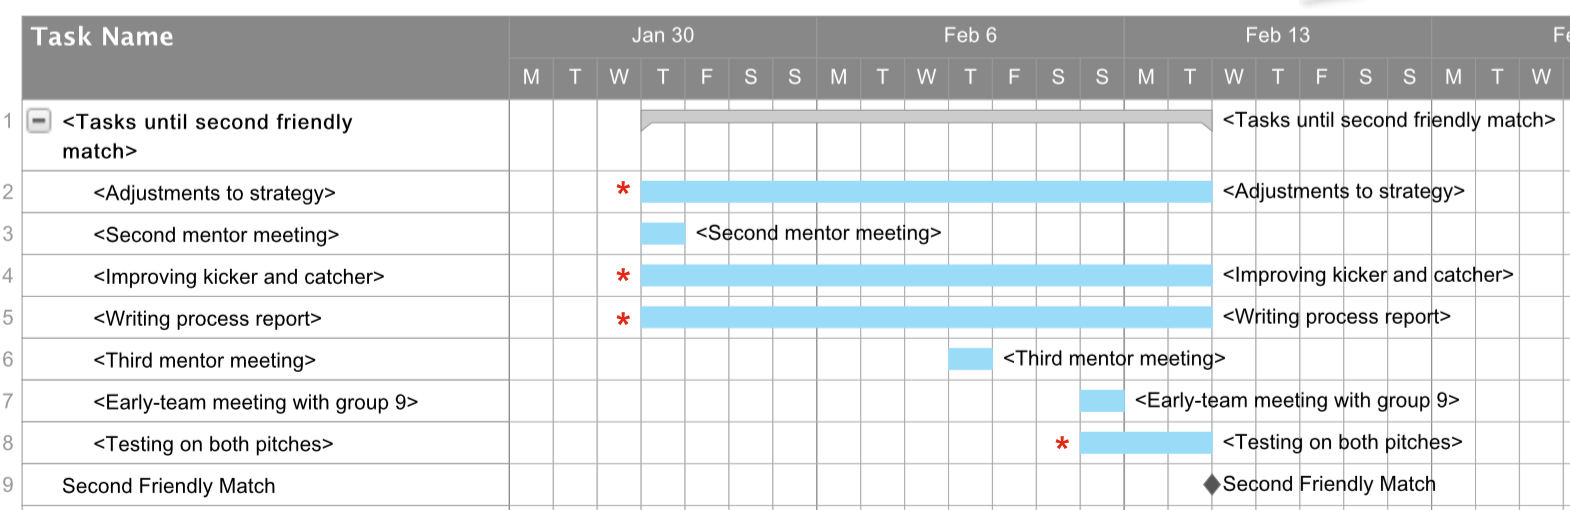 Task Name
Jan 30 Feb 6 Feb 13 Fe
M T W T F S S M T W T F S S M T W T F S S M T W
1 <Tasks until second friendly <Tasks until second friendly match>
match>
2 <Adjustments to strategy> * <Adjustments to strategy>
3 <Second mentor meeting> <Second mentor meeting>
4 <Improving kicker and catcher> * <Improving kicker and catcher>
5 <Writing process report> * <Writing process report>
6 <Third mentor meeting> <Third mentor meeting>
7 <Early-team meeting with group 9> <Early-team meeting with group 9>
8 <Testing on both pitches> * <Testing on both pitches>
9 Second Friendly Match Second Friendly Match